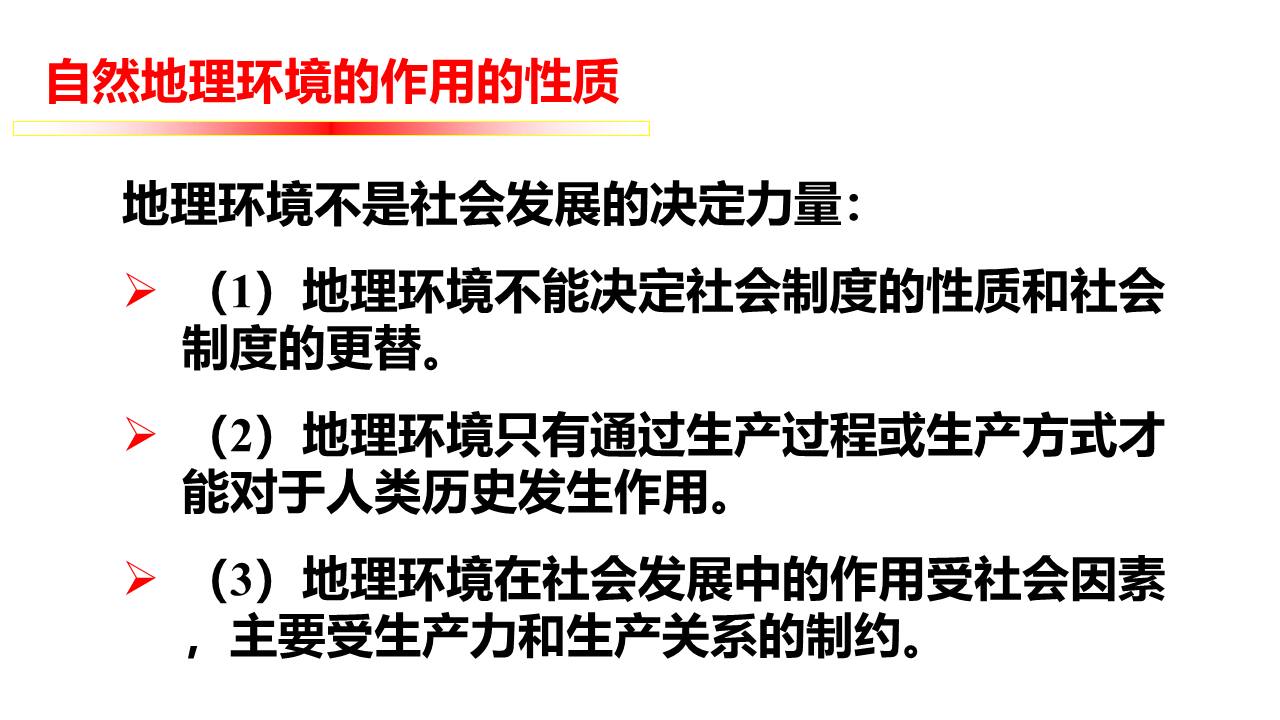 自然地理环境的作用的性质
地理环境不是社会发展的决定力量：
（1）地理环境不能决定社会制度的性质和社会
制度的更替。
（2）地理环境只有通过生产过程或生产方式才
能对于人类历史发生作用。
（3）地理环境在社会发展中的作用受社会因素
，主要受生产力和生产关系的制约。